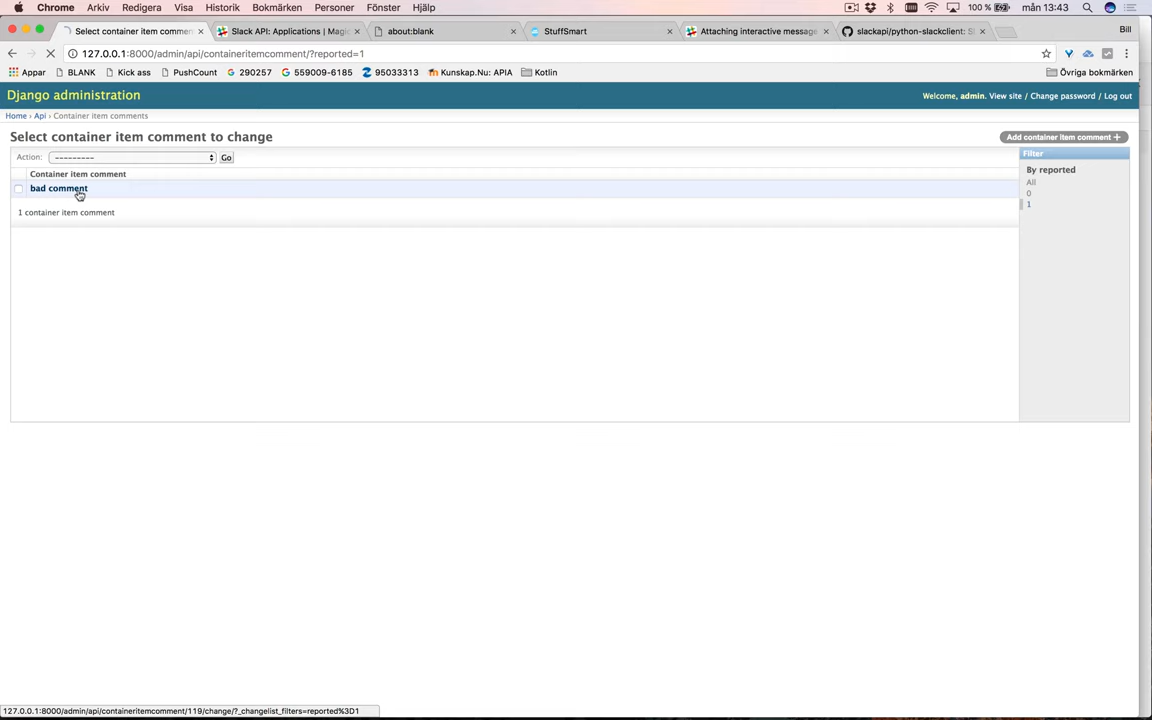 Chrome Arkiv Redigera Visa Historik Bokmärken Personer Fönster Hjälp 100 % mån 13:43
Select container item commen × Slack API: Applications | Magic × about:blank × StuffSmart × Attaching interactive message × slackapi/python-slackclient: Sl × Bill
127.0.0.1:8000/admin/api/containeritemcomment/?reported=1
Appar BLANK Kick ass PushCount 290257 559009-6185 95033313 Kunskap.Nu: APIA Kotlin Övriga bokmärken
Django administration
Welcome, admin. View site / Change password / Log out
Home › Api › Container item comments
Select container item comment to change
Add container item comment +
Action: --------- Go
Filter
By reported
All
0
1
Container item comment
bad comment
1 container item comment
127.0.0.1:8000/admin/api/containeritemcomment/119/change/?_changelist_filters=reported%3D1